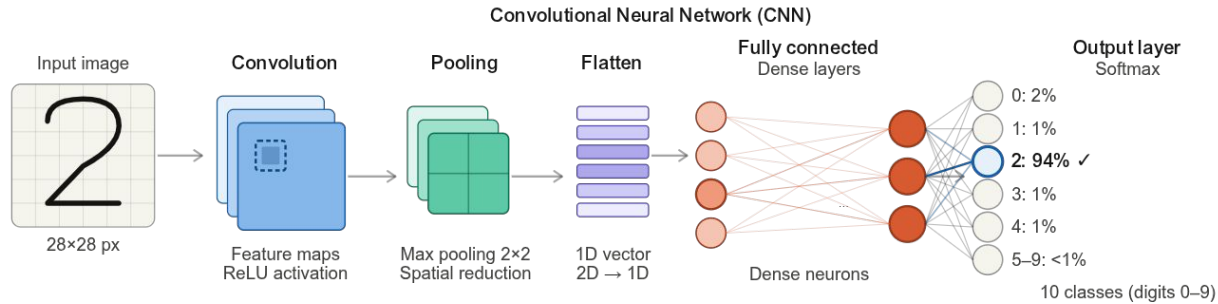 Convolutional Neural Network (CNN)
Input image
28×28 px
Convolution
Feature maps
ReLU activation
Pooling
Max pooling 2×2
Spatial reduction
Flatten
1D vector
2D → 1D
Fully connected
Dense layers
...
Dense neurons
Output layer
Softmax
0: 2%
1: 1%
2: 94% ✓
3: 1%
4: 1%
5–9: <1%
10 classes (digits 0–9)